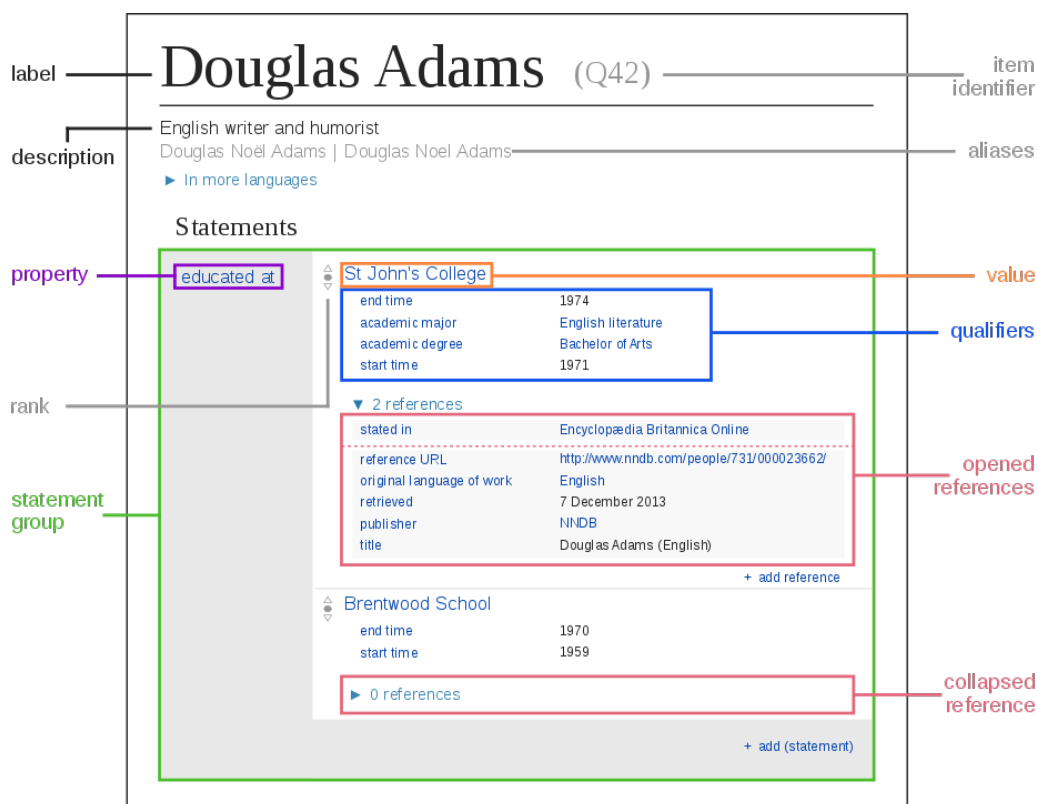 label
Douglas Adams (Q42)
item
identifier
description
English writer and humorist
Douglas Noël Adams | Douglas Noel Adams
aliases
► In more languages
Statements
property
educated at
St John's College
value
end time 1974
academic major English literature
academic degree Bachelor of Arts
start time 1971
qualifiers
rank
▼ 2 references
stated in Encyclopædia Britannica Online
reference URL http://www.nndb.com/people/731/000023662/
original language of work English
retrieved 7 December 2013
publisher NNDB
title Douglas Adams (English)
opened
references
statement
group
+ add reference
Brentwood School
end time 1970
start time 1959
► 0 references
collapsed
reference
+ add (statement)